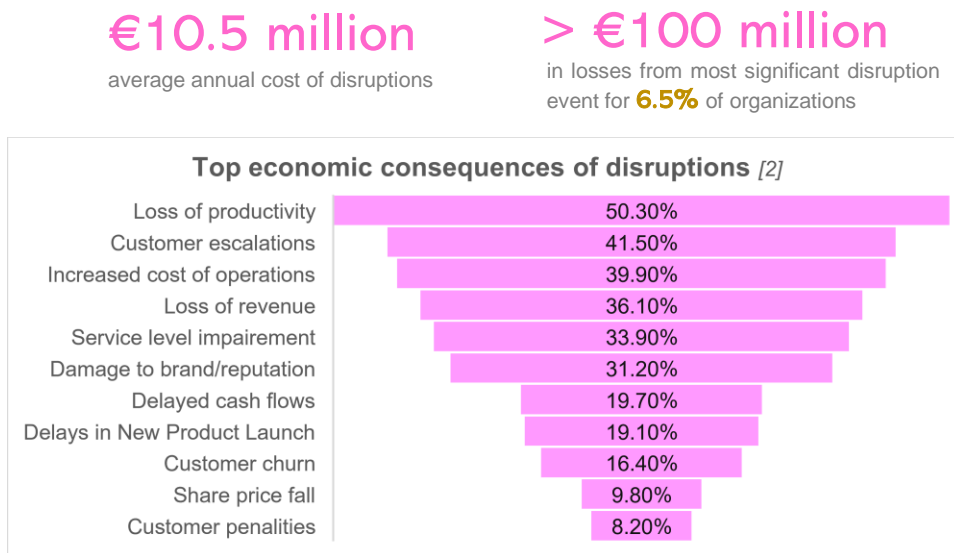 €10.5 million
average annual cost of disruptions
> €100 million
in losses from most significant disruption
event for 6.5% of organizations
Top economic consequences of disruptions [2]
Loss of productivity 50.30%
Customer escalations 41.50%
Increased cost of operations 39.90%
Loss of revenue 36.10%
Service level impairement 33.90%
Damage to brand/reputation 31.20%
Delayed cash flows 19.70%
Delays in New Product Launch 19.10%
Customer churn 16.40%
Share price fall 9.80%
Customer penalities 8.20%